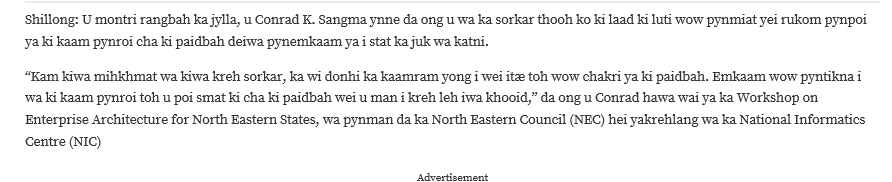 Shillong: U montri rangbah ka jylla, u Conrad K. Sangma ynne da ong u wa ka sorkar thooh ko ki laad ki luti wow pynmiat yei rukom pynpoi
ya ki kaam pynroi cha ki paidbah deiwa pynemkaam ya i stat ka juk wa katni.
“Kam kiwa mihkhmat wa kiwa kreh sorkar, ka wi donhi ka kaamram yong i wei itæ toh wow chakri ya ki paidbah. Emkaam wow pyntikna i
wa ki kaam pynroi toh u poi smat ki cha ki paidbah wei u man i kreh leh iwa khooid,” da ong u Conrad hawa wai ya ka Workshop on
Enterprise Architecture for North Eastern States, wa pynman da ka North Eastern Council (NEC) hei yakrehlang wa ka National Informatics
Centre (NIC)
Advertisement